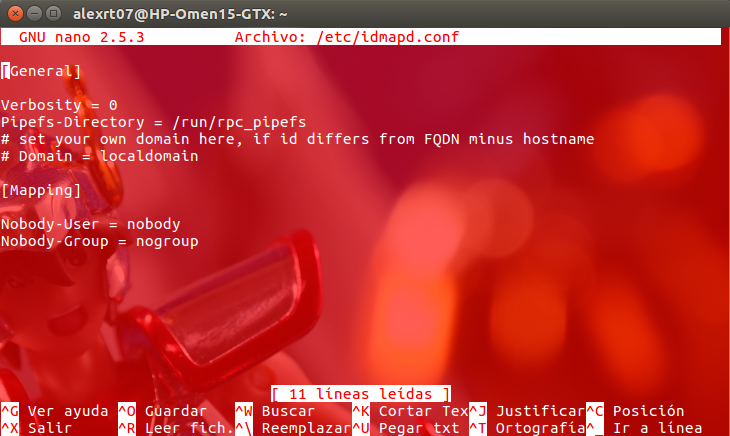 alexrt07@HP-Omen15-GTX: ~
GNU nano 2.5.3 Archivo: /etc/idmapd.conf
[General]
Verbosity = 0
Pipefs-Directory = /run/rpc_pipefs
# set your own domain here, if id differs from FQDN minus hostname
# Domain = localdomain
[Mapping]
Nobody-User = nobody
Nobody-Group = nogroup
[ 11 líneas leídas ]
^G Ver ayuda ^O Guardar ^W Buscar ^K Cortar Tex^J Justificar^C Posición
^X Salir ^R Leer fich.^\ Reemplazar^U Pegar txt ^T Ortografía^_ Ir a línea